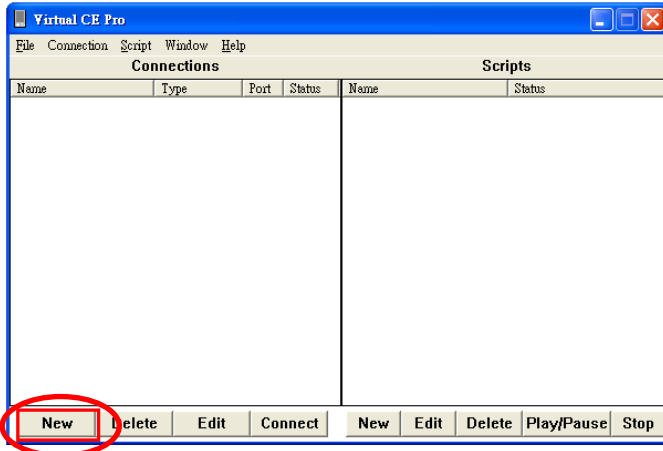 Virtual CE Pro
File Connection Script Window Help
Connections Scripts
Name Type Port Status Name Status
New Delete Edit Connect New Edit Delete Play/Pause Stop